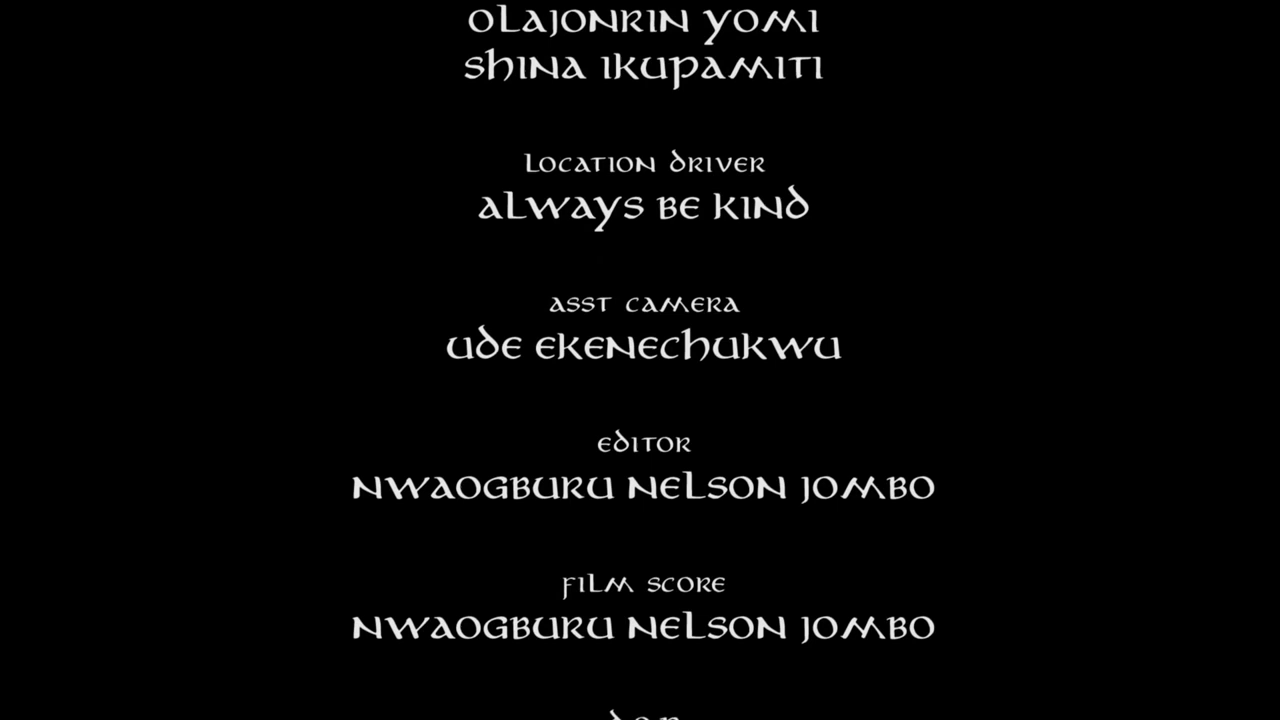 OLAJONRIN YOMI
SHINA IKUPAMITI
LOCATION DRIVER
ALWAYS BE KIND
ASST CAMERA
UDE EKENECHUKWU
EDITOR
NWAOGBURU NELSON JOMBO
FILM SCORE
NWAOGBURU NELSON JOMBO